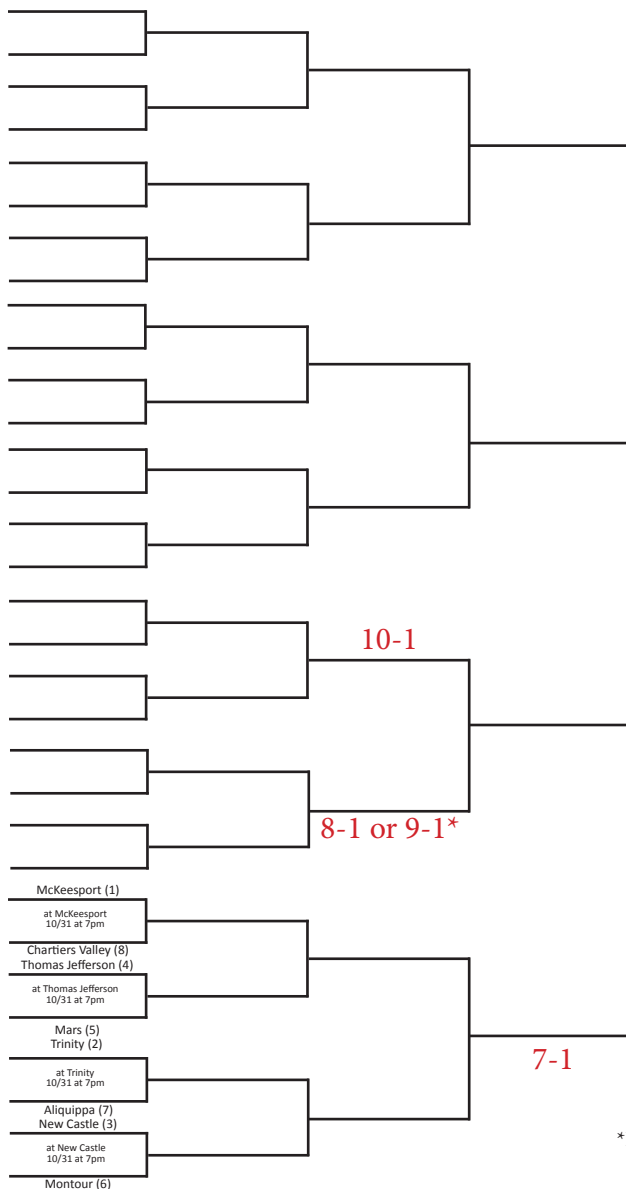 10-1
8-1 or 9-1*
McKeesport (1)
at McKeesport
10/31 at 7pm
Chartiers Valley (8)
Thomas Jefferson (4)
at Thomas Jefferson
10/31 at 7pm
Mars (5)
Trinity (2)
7-1
at Trinity
10/31 at 7pm
Aliquippa (7)
New Castle (3)
*
at New Castle
10/31 at 7pm
Montour (6)